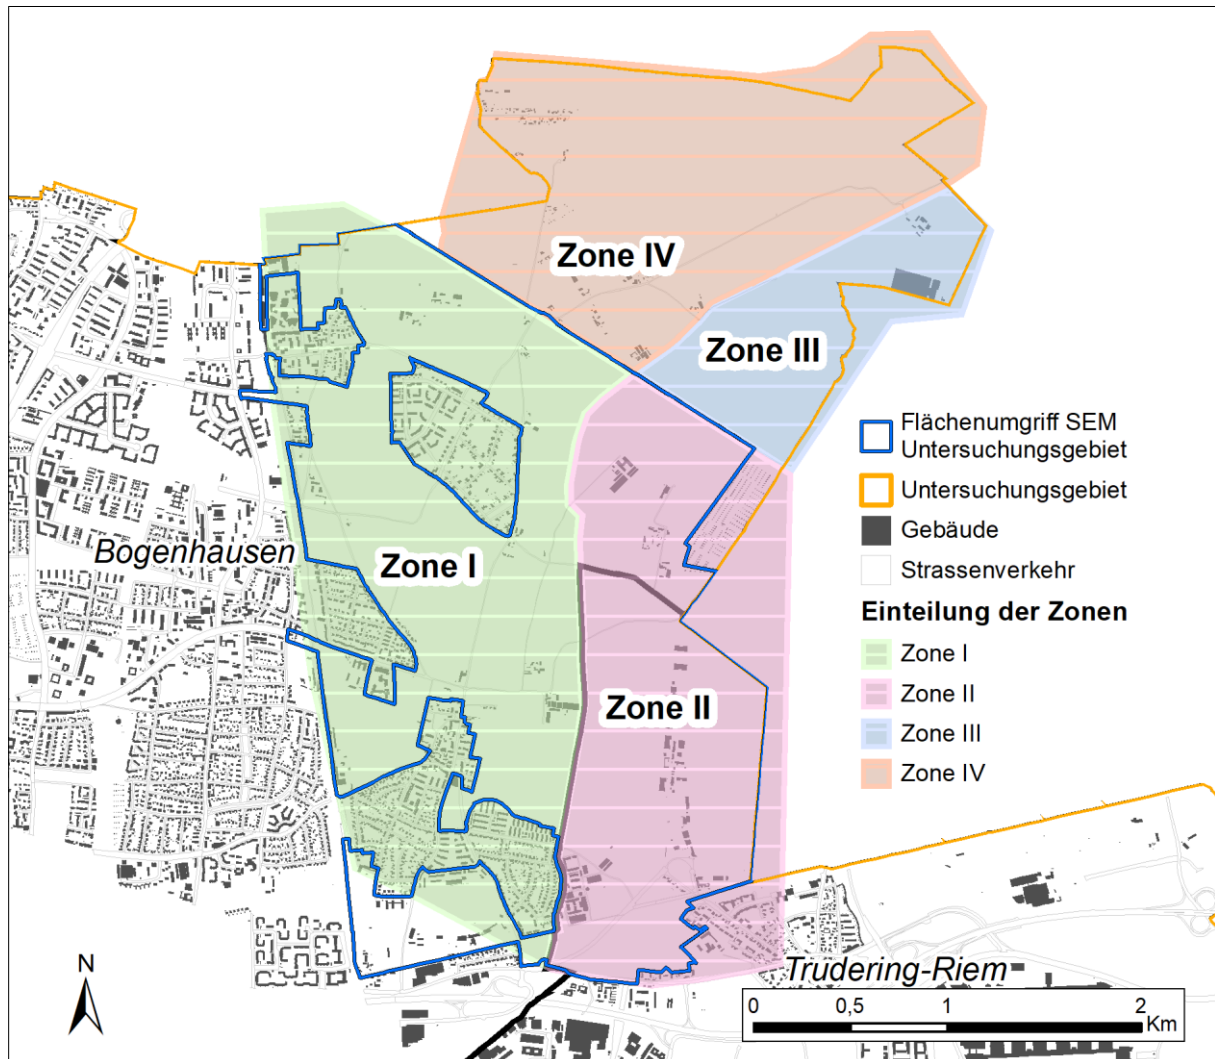 Zone IV
Zone III
Flächenumgriff SEM
Untersuchungsgebiet
Untersuchungsgebiet
Gebäude
Strassenverkehr
Einteilung der Zonen
Zone I
Zone II
Zone III
Zone IV
Bogenhausen
Zone I
Zone II
Trudering-Riem
N
0 0,5 1 2
Km